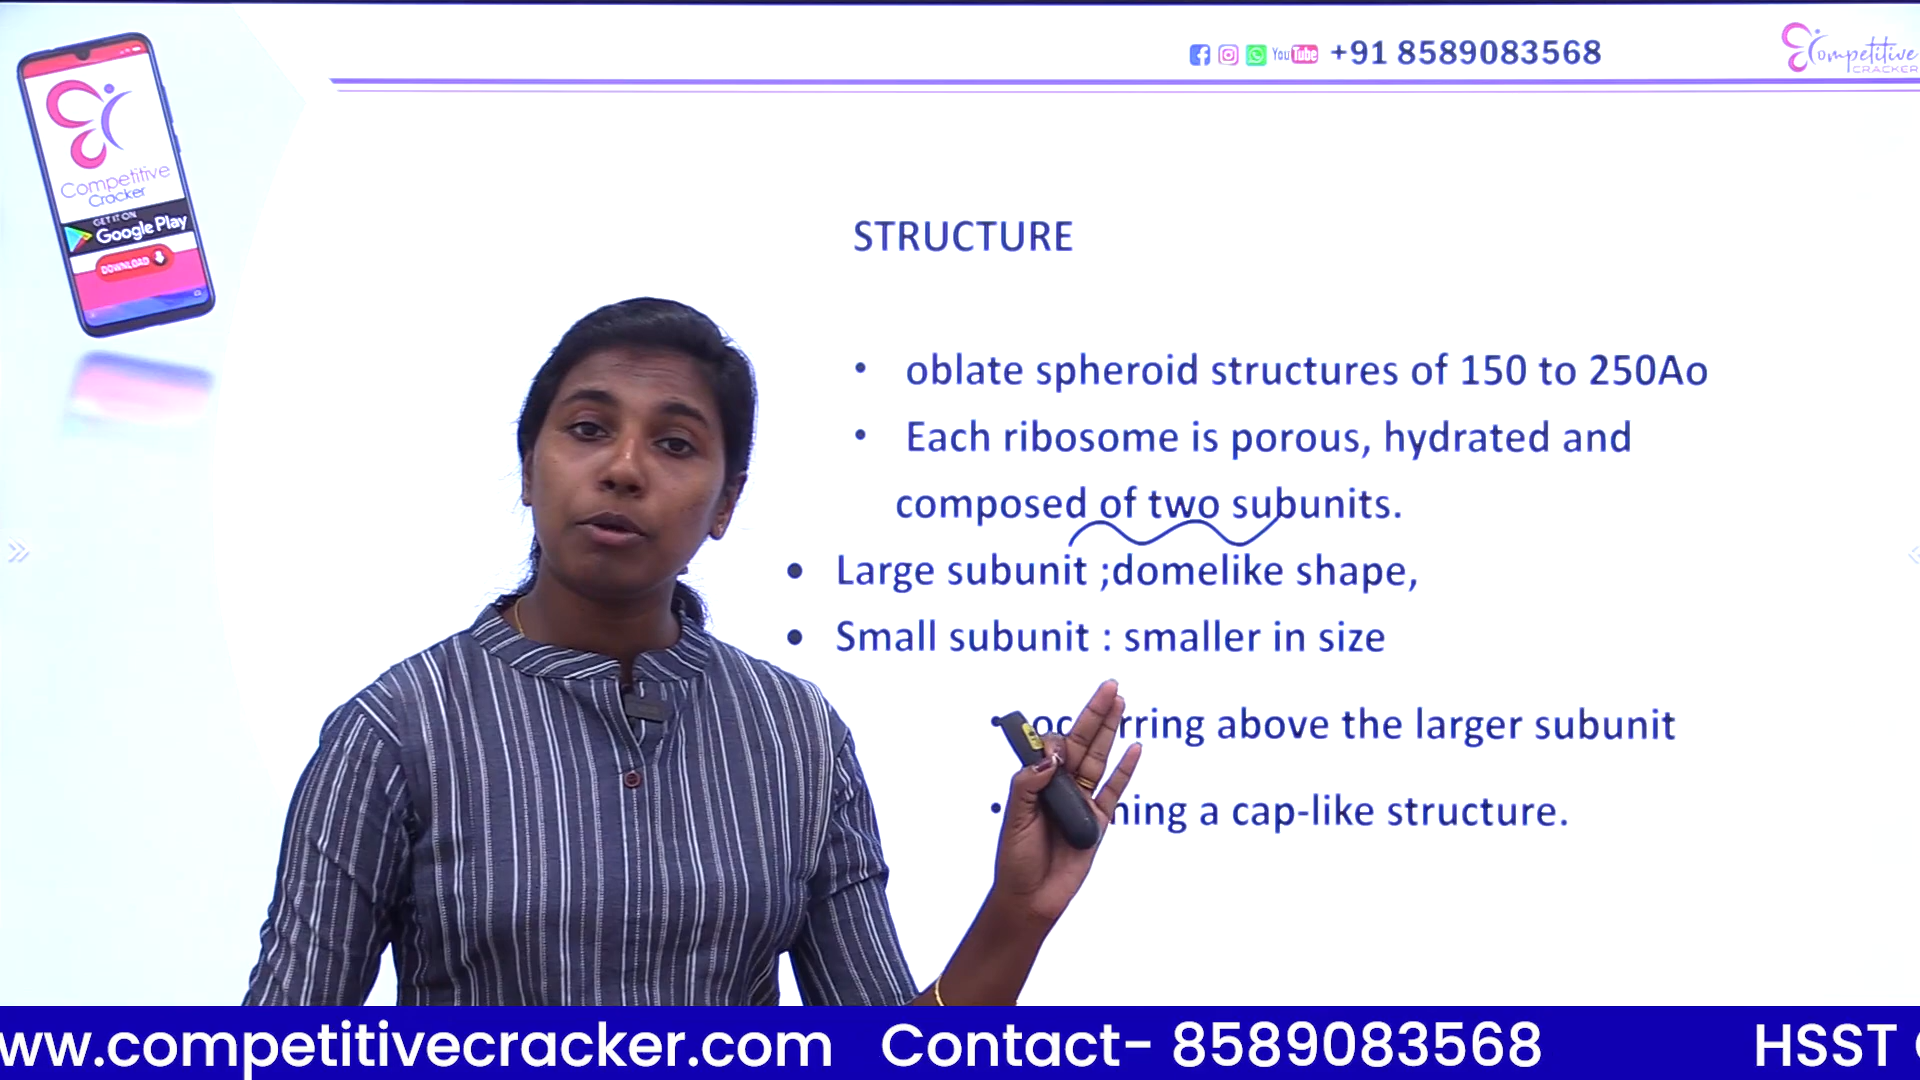 You Tube +91 8589083568
Competitive
CRACKER
Competitive
Cracker
GET IT ON
Google Play
DOWNLOAD
STRUCTURE
• oblate spheroid structures of 150 to 250Ao
• Each ribosome is porous, hydrated and
composed of two subunits.
• Large subunit ;domelike shape,
• Small subunit : smaller in size
• above the larger subunit
• a cap-like structure.
ww.competitivecracker.com Contact- 8589083568 HSST